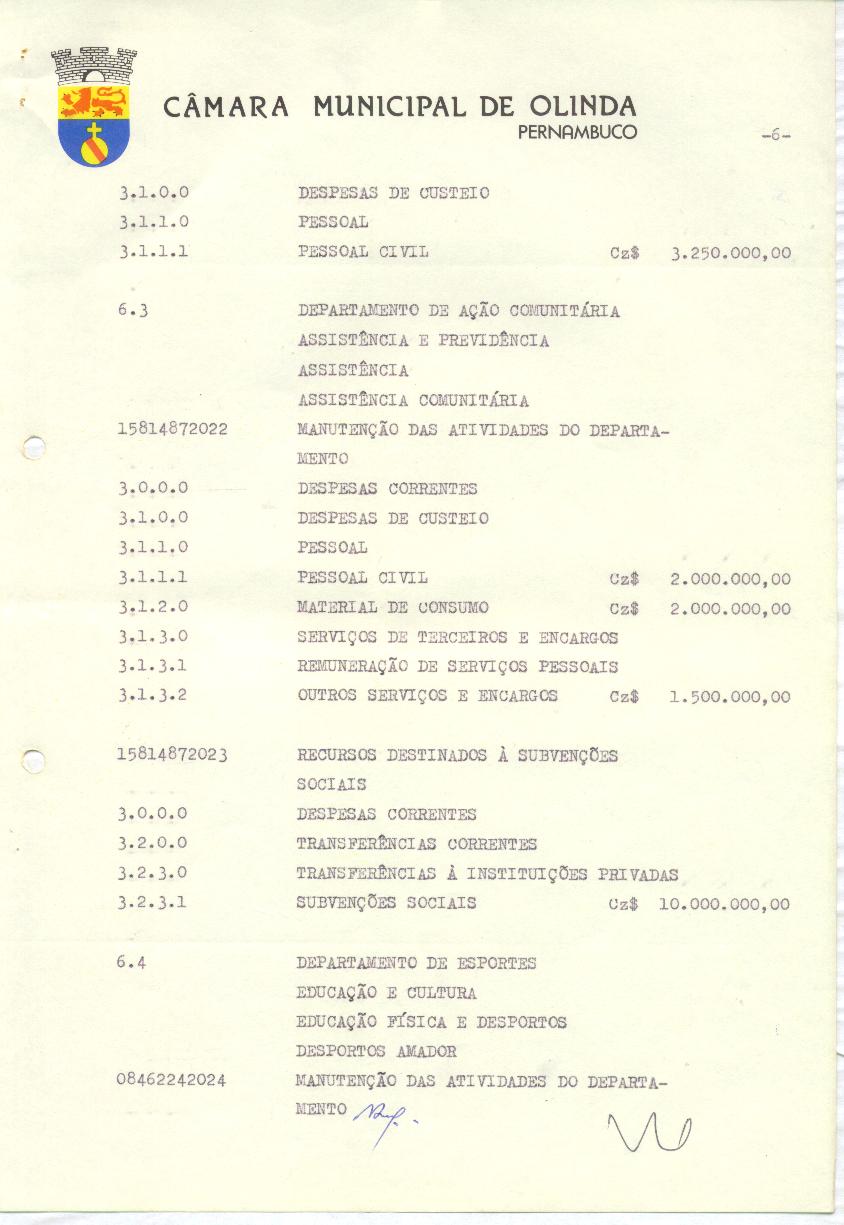 CÂMARA MUNICIPAL DE OLINDA
PERNAMBUCO
-6-
3.1.0.0 DESPESAS DE CUSTEIO
3.1.1.0 PESSOAL
3.1.1.1 PESSOAL CIVIL Cz$ 3.250.000,00
6.3 DEPARTAMENTO DE AÇÃO COMUNITÁRIA
ASSISTÊNCIA E PREVIDÊNCIA
ASSISTÊNCIA
ASSISTÊNCIA COMUNITÁRIA
15814872022 MANUTENÇÃO DAS ATIVIDADES DO DEPARTA-
MENTO
3.0.0.0 DESPESAS CORRENTES
3.1.0.0 DESPESAS DE CUSTEIO
3.1.1.0 PESSOAL
3.1.1.1 PESSOAL CIVIL Cz$ 2.000.000,00
3.1.2.0 MATERIAL DE CONSUMO Cz$ 2.000.000,00
3.1.3.0 SERVIÇOS DE TERCEIROS E ENCARGOS
3.1.3.1 REMUNERAÇÃO DE SERVIÇOS PESSOAIS
3.1.3.2 OUTROS SERVIÇOS E ENCARGOS Cz$ 1.500.000,00
15814872023 RECURSOS DESTINADOS À SUBVENÇÕES
SOCIAIS
3.0.0.0 DESPESAS CORRENTES
3.2.0.0 TRANSFERÊNCIAS CORRENTES
3.2.3.0 TRANSFERÊNCIAS À INSTITUIÇÕES PRIVADAS
3.2.3.1 SUBVENÇÕES SOCIAIS Cz$ 10.000.000,00
6.4 DEPARTAMENTO DE ESPORTES
EDUCAÇÃO E CULTURA
EDUCAÇÃO FÍSICA E DESPORTOS
DESPORTOS AMADOR
08462242024 MANUTENÇÃO DAS ATIVIDADES DO DEPARTA-
MENTO